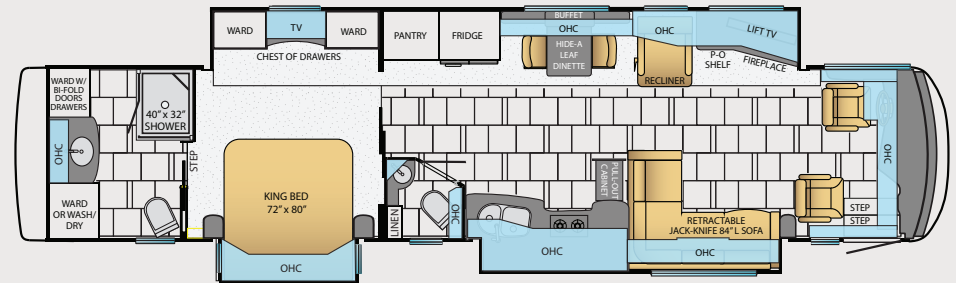 WARD
TV
WARD
CHEST OF DRAWERS
PANTRY
FRIDGE
BUFFET
OHC
HIDE-A
LEAF
DINETTE
OHC
RECLINER
LIFT TV
P-O
SHELF
FIREPLACE
WARD W/
BI-FOLD
DOORS
DRAWERS
40" x 32"
SHOWER
OHC
STEP
WARD
OR WASH/
DRY
KING BED
72" x 80"
OHC
LINEN
OHC
PULL-OUT
CABINET
OHC
RETRACTABLE
JACK-KNIFE 84" L SOFA
OHC
OHC
STEP
STEP